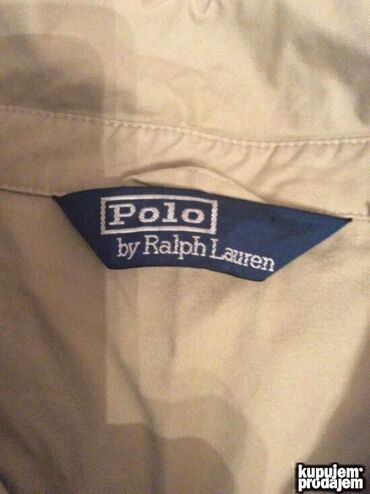 Polo
by Ralph Lauren
kupujem
prodajem